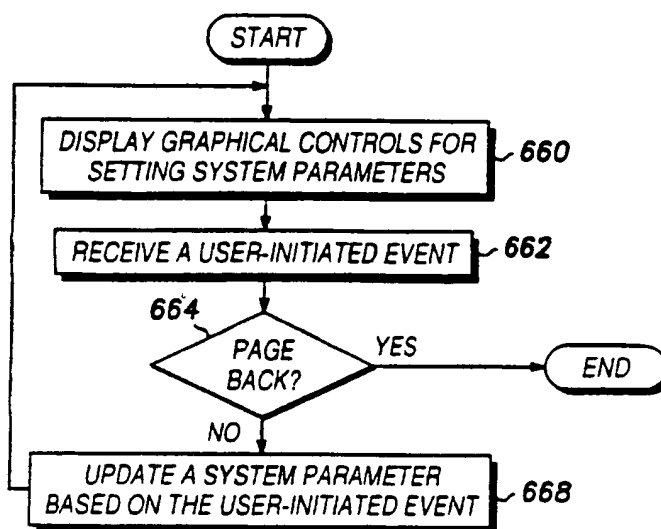 START
DISPLAY GRAPHICAL CONTROLS FOR
SETTING SYSTEM PARAMETERS
660
RECEIVE A USER-INITIATED EVENT
662
664
PAGE
BACK?
YES
END
NO
UPDATE A SYSTEM PARAMETER
BASED ON THE USER-INITIATED EVENT
668